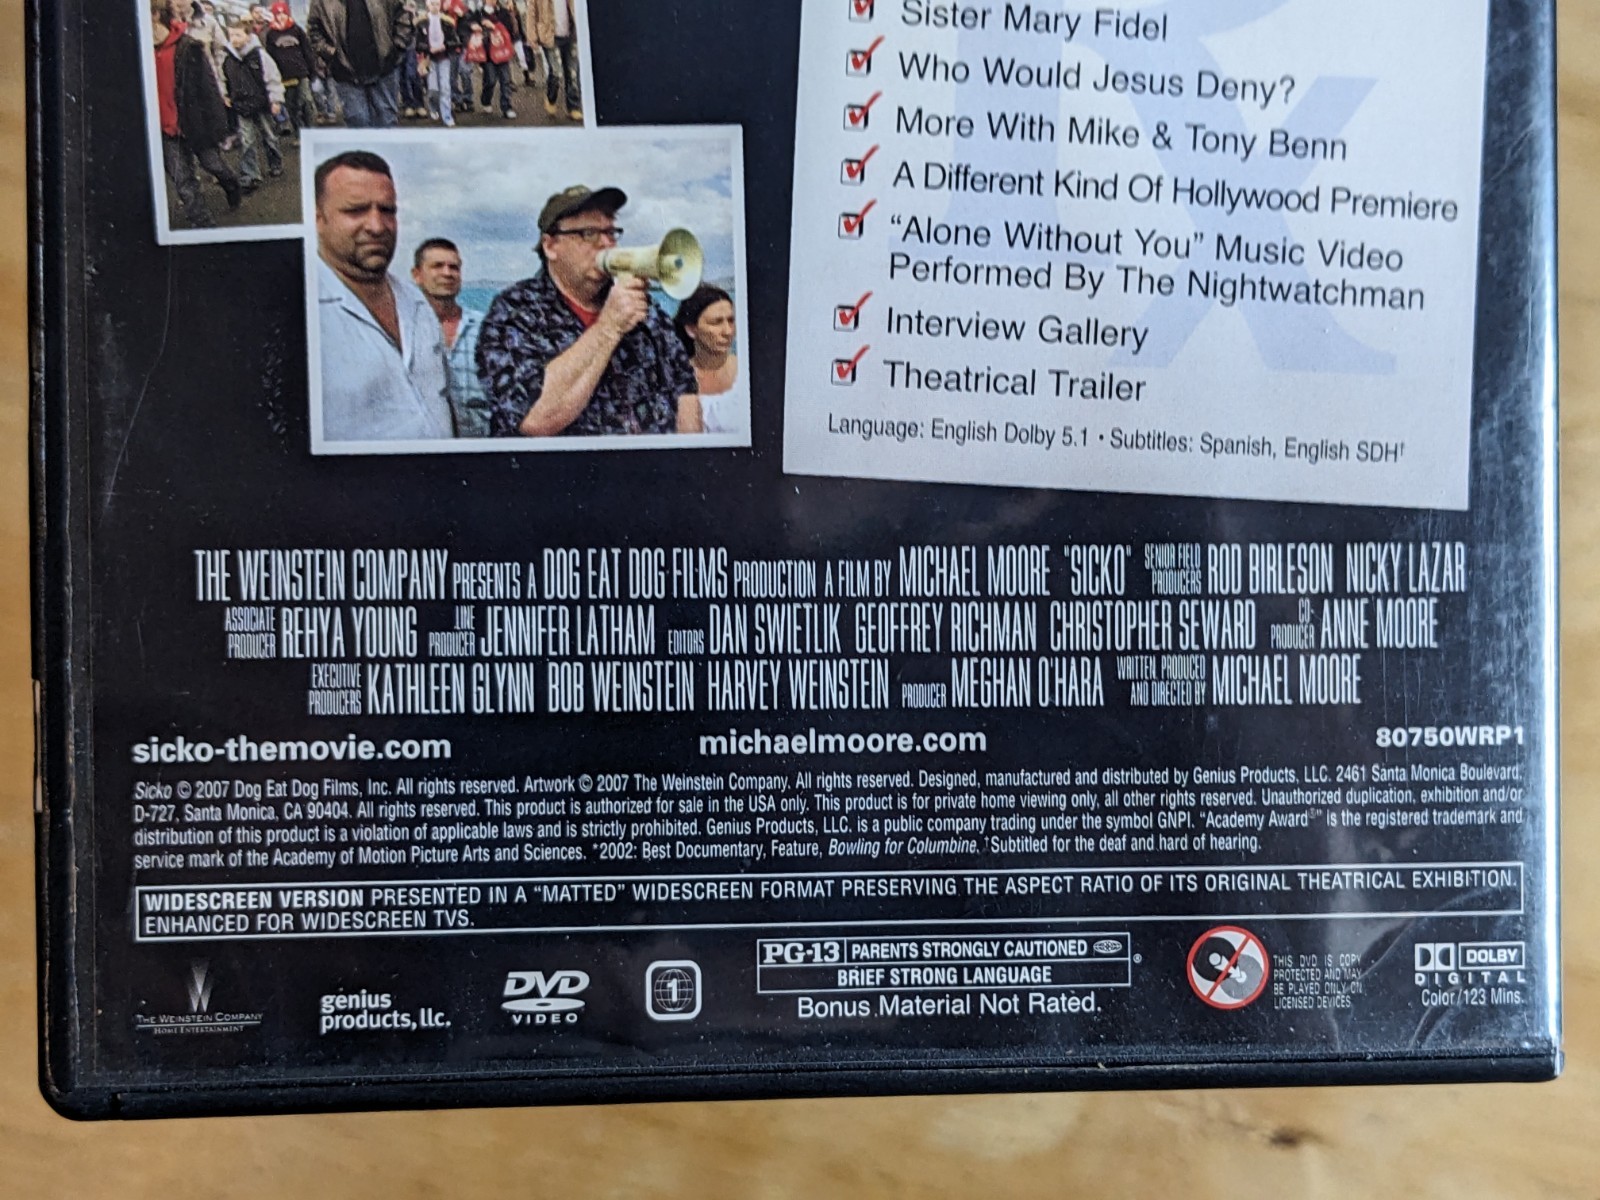 Sister Mary Fidel
Who Would Jesus Deny?
More With Mike & Tony Benn
A Different Kind Of Hollywood Premiere
"Alone Without You" Music Video
Performed By The Nightwatchman
Interview Gallery
Theatrical Trailer
Language: English Dolby 5.1 • Subtitles: Spanish, English SDH†
THE WEINSTEIN COMPANY PRESENTS A DOG EAT DOG FILMS PRODUCTION A FILM BY MICHAEL MOORE "SICKO" SENIOR FIELD PRODUCERS ROD BIRLESON NICKY LAZAR
ASSOCIATE PRODUCER REHYA YOUNG LINE PRODUCER JENNIFER LATHAM EDITORS DAN SWIETLIK GEOFFREY RICHMAN CHRISTOPHER SEWARD CO-PRODUCER ANNE MOORE
EXECUTIVE PRODUCERS KATHLEEN GLYNN BOB WEINSTEIN HARVEY WEINSTEIN PRODUCER MEGHAN O'HARA WRITTEN, PRODUCED AND DIRECTED BY MICHAEL MOORE
sicko-themovie.com michaelmoore.com 80750WRP1
Sicko © 2007 Dog Eat Dog Films, Inc. All rights reserved. Artwork © 2007 The Weinstein Company. All rights reserved. Designed, manufactured and distributed by Genius Products, LLC. 2461 Santa Monica Boulevard,
D-727, Santa Monica, CA 90404. All rights reserved. This product is authorized for sale in the USA only. This product is for private home viewing only, all other rights reserved. Unauthorized duplication, exhibition and/or
distribution of this product is a violation of applicable laws and is strictly prohibited. Genius Products, LLC. is a public company trading under the symbol GNPI. "Academy Award®" is the registered trademark and
service mark of the Academy of Motion Picture Arts and Sciences. *2002: Best Documentary, Feature, Bowling for Columbine. †Subtitled for the deaf and hard of hearing.
WIDESCREEN VERSION PRESENTED IN A "MATTED" WIDESCREEN FORMAT PRESERVING THE ASPECT RATIO OF ITS ORIGINAL THEATRICAL EXHIBITION.
ENHANCED FOR WIDESCREEN TVS.
THE WEINSTEIN COMPANY
HOME ENTERTAINMENT
genius
products, llc.
DVD
VIDEO
1
PG-13 PARENTS STRONGLY CAUTIONED ®
BRIEF STRONG LANGUAGE
Bonus Material Not Rated.
THIS DVD IS COPY
PROTECTED AND MAY
BE PLAYED ONLY ON
LICENSED DEVICES.
DOLBY
DIGITAL
Color/123 Mins.